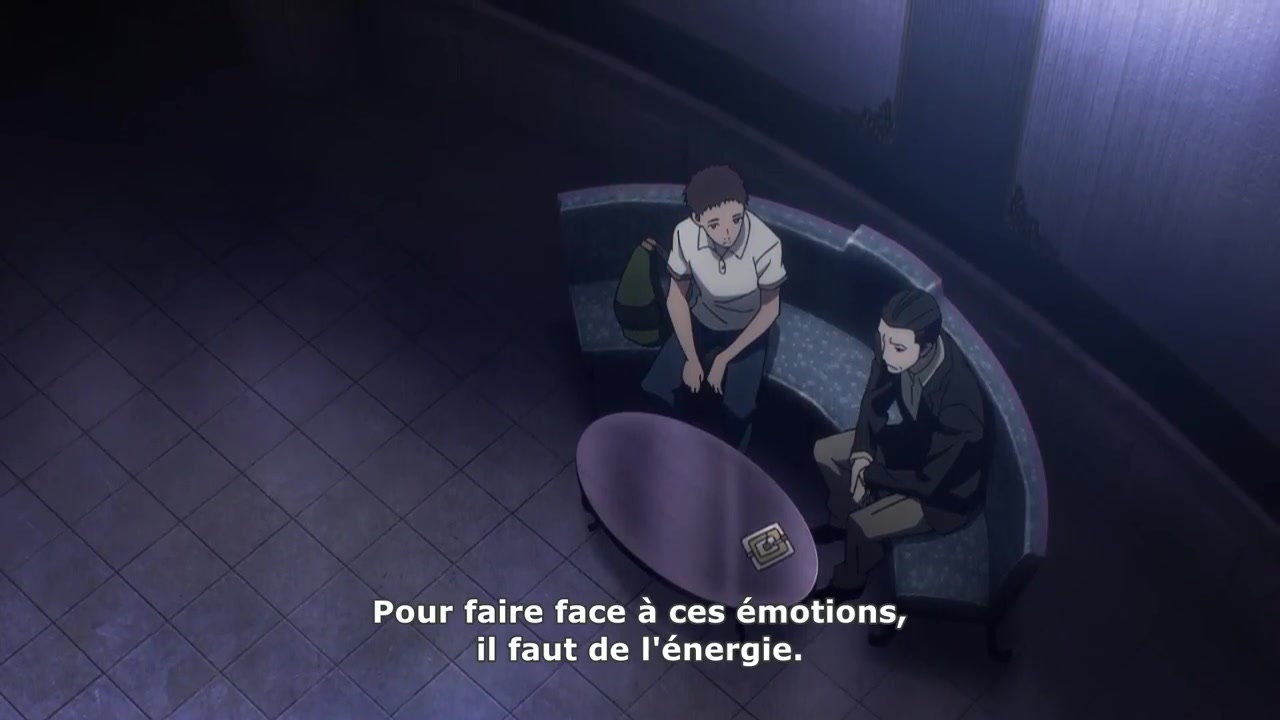 Pour faire face à ces émotions,
il faut de l'énergie.